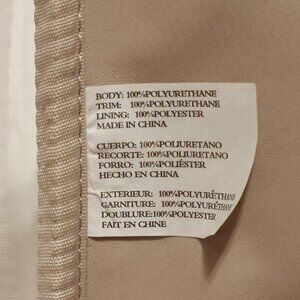 BODY: 100%POLYURETHANE
TRIM: 100%POLYURETHANE
LINING: 100%POLYESTER
MADE IN CHINA
CUERPO: 100%POLIURETANO
RECORTE: 100%POLIURETANO
FORRO: 100%POLIÉSTER
HECHO EN CHINA
EXTERIEUR: 100%POLYURÉTHANE
GARNITURE: 100%POLYURÉTHAN
DOUBLURE:100%POLYESTER
FAIT EN CHINE